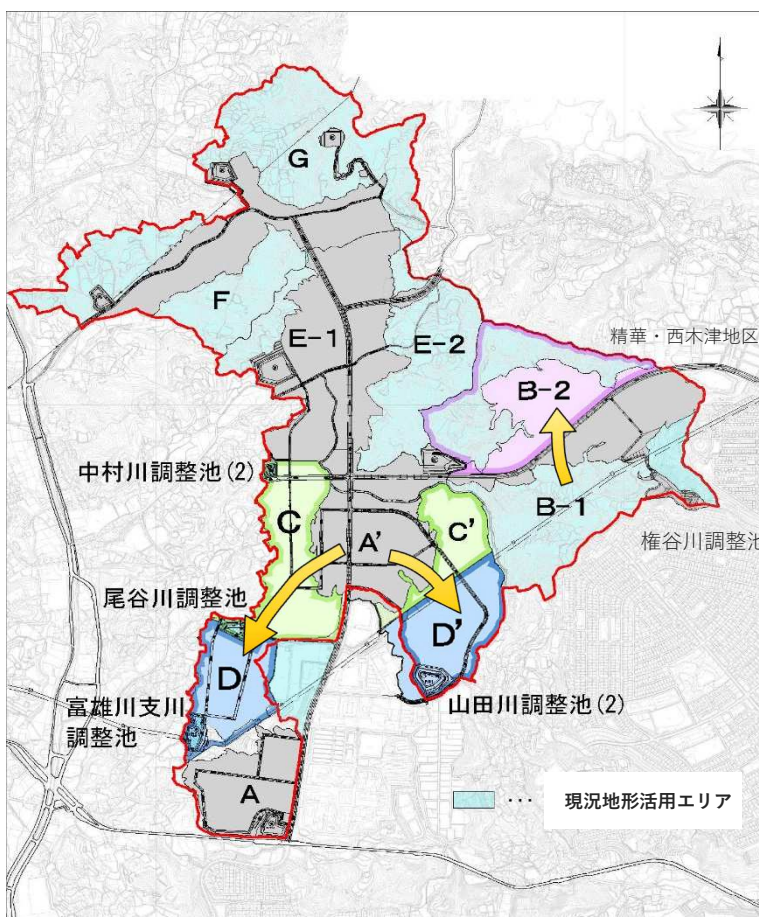 G
F
E-1
E-2
精華・西木津地区
B-2
中村川調整池(2)
B-1
C
C'
A'
権谷川調整池
尾谷川調整池
D'
D
富雄川支川
調整池
山田川調整池(2)
A
・・・ 現況地形活用エリア